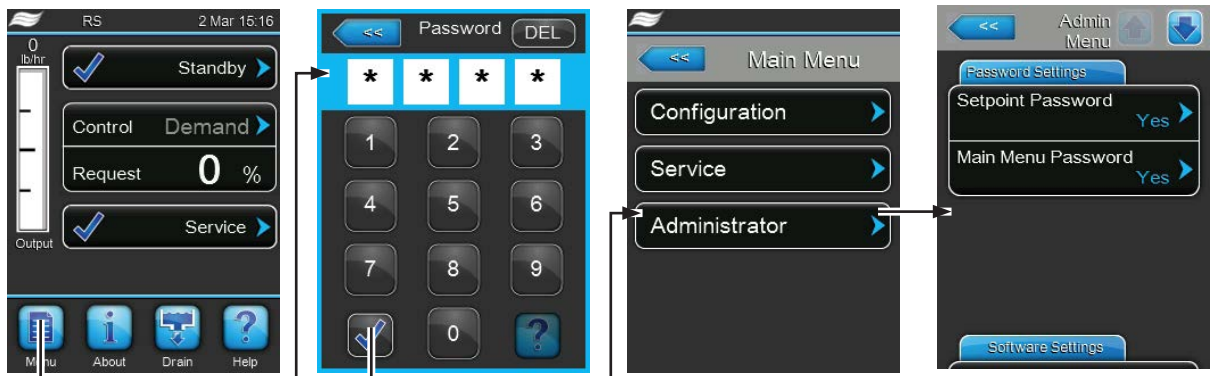 RS 2 Mar 15:16
0
lb/hr
Standby
Control Demand
Request 0 %
Service
Output
Menu About Drain Help
<< Password DEL
* * * *
1 2 3
4 5 6
7 8 9
0 ?
<< Main Menu
Configuration
Service
Administrator
<< Admin
Menu
Password Settings
Setpoint Password
Yes
Main Menu Password
Yes
Software Settings